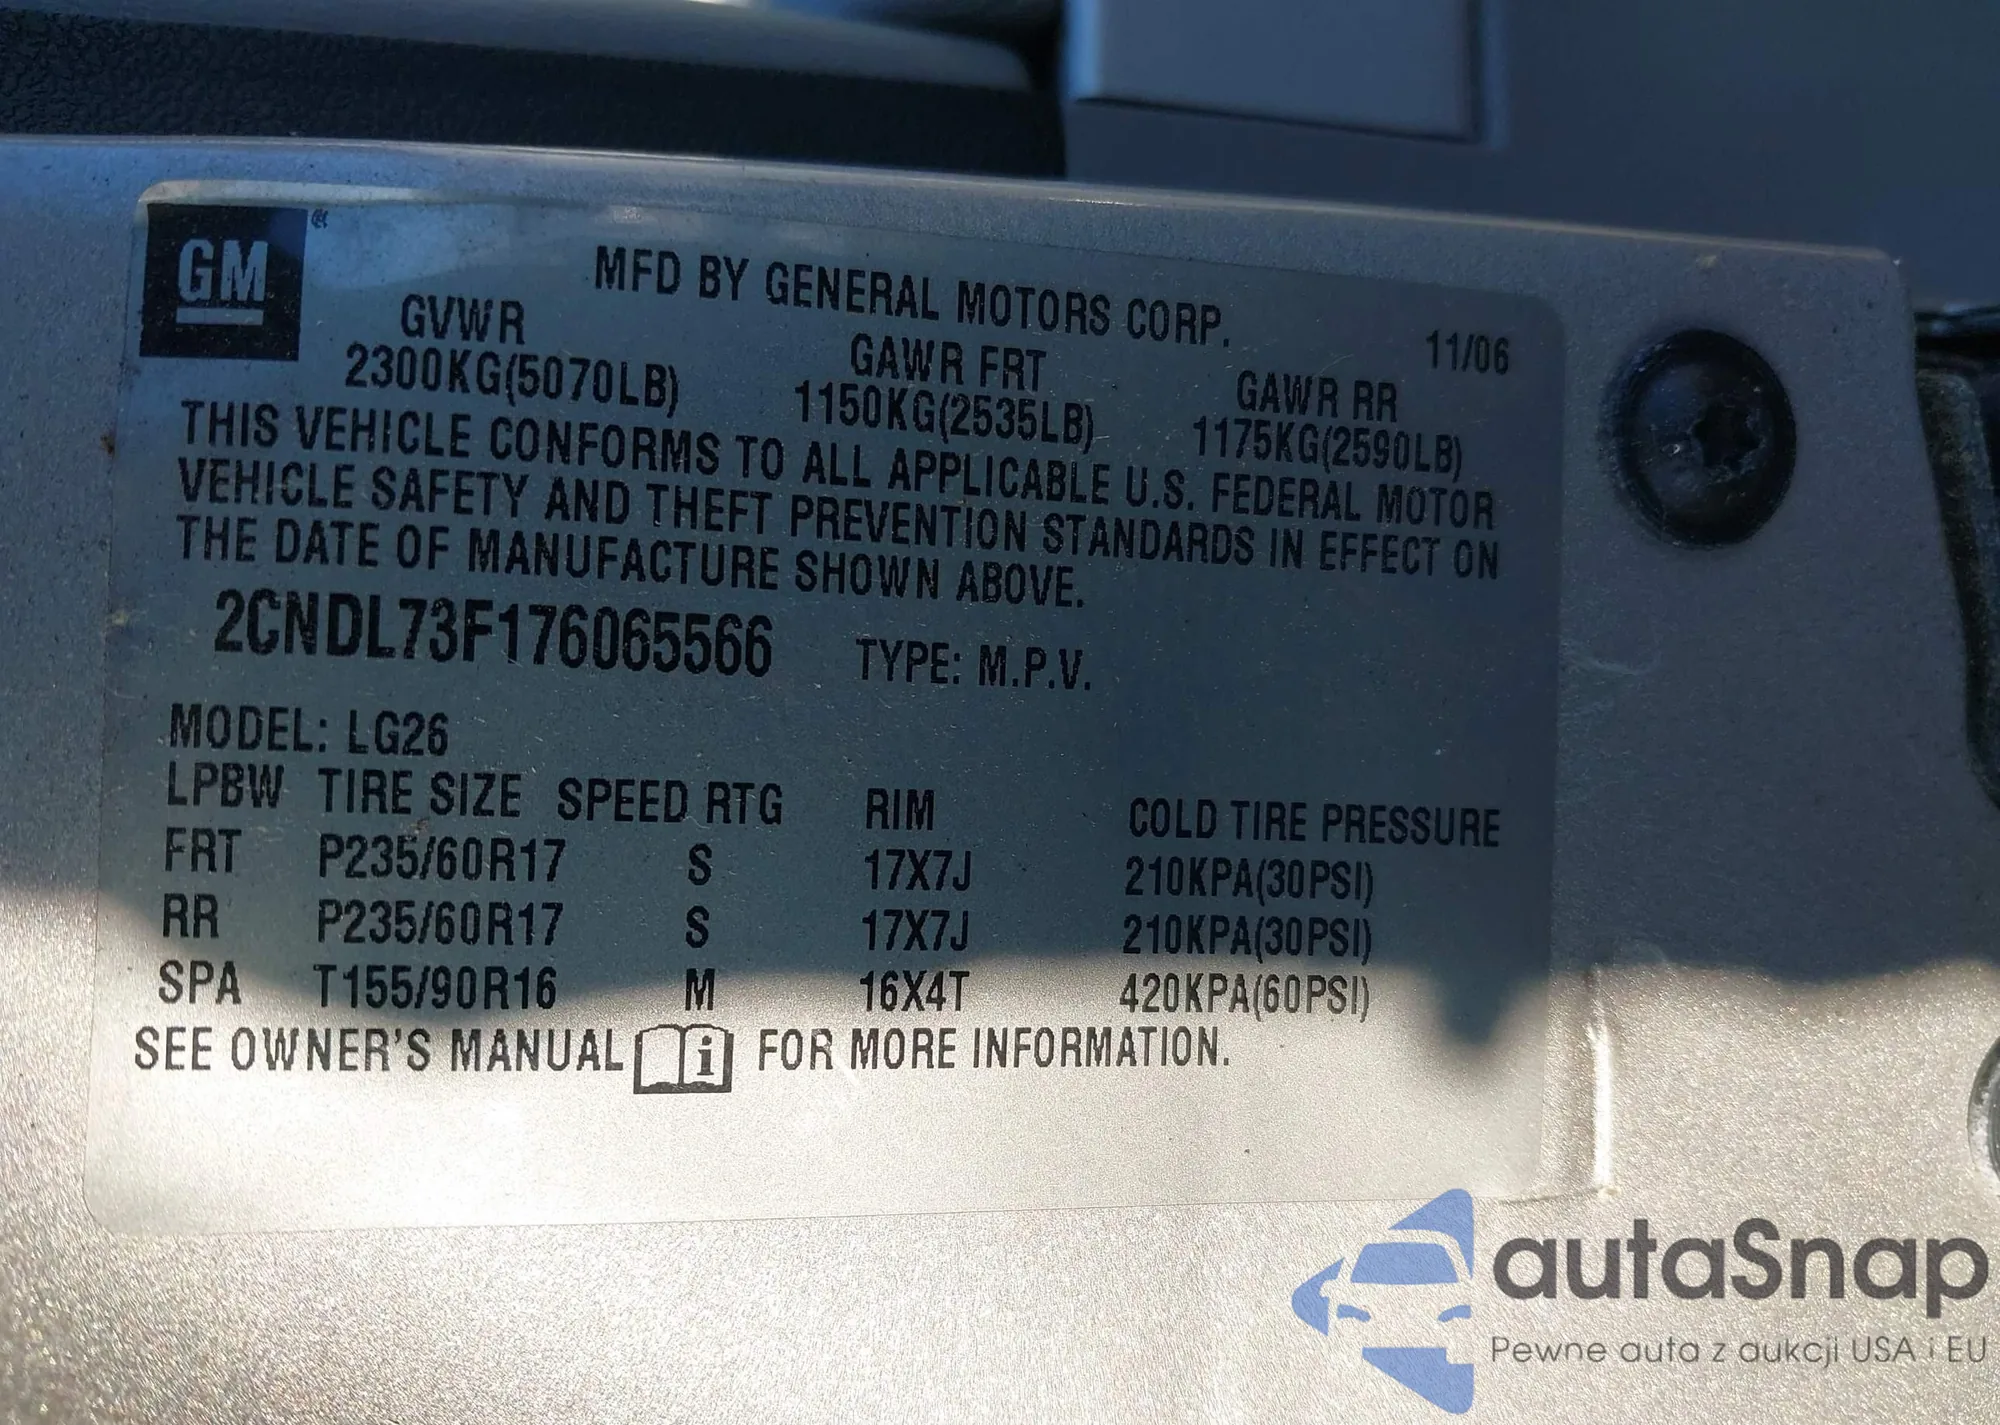 GM
MFD BY GENERAL MOTORS CORP.
11/06
GVWR GAWR FRT GAWR RR
2300KG(5070LB) 1150KG(2535LB) 1175KG(2590LB)
THIS VEHICLE CONFORMS TO ALL APPLICABLE U.S. FEDERAL MOTOR
VEHICLE SAFETY AND THEFT PREVENTION STANDARDS IN EFFECT ON
THE DATE OF MANUFACTURE SHOWN ABOVE.
2CNDL73F176065566 TYPE: M.P.V.
MODEL: LG26
LPBW TIRE SIZE SPEED RTG RIM COLD TIRE PRESSURE
FRT P235/60R17 S 17X7J 210KPA(30PSI)
RR P235/60R17 S 17X7J 210KPA(30PSI)
SPA T155/90R16 M 16X4T 420KPA(60PSI)
SEE OWNER'S MANUAL i FOR MORE INFORMATION.
autaSnap
Pewne auta z aukcji USA i EU